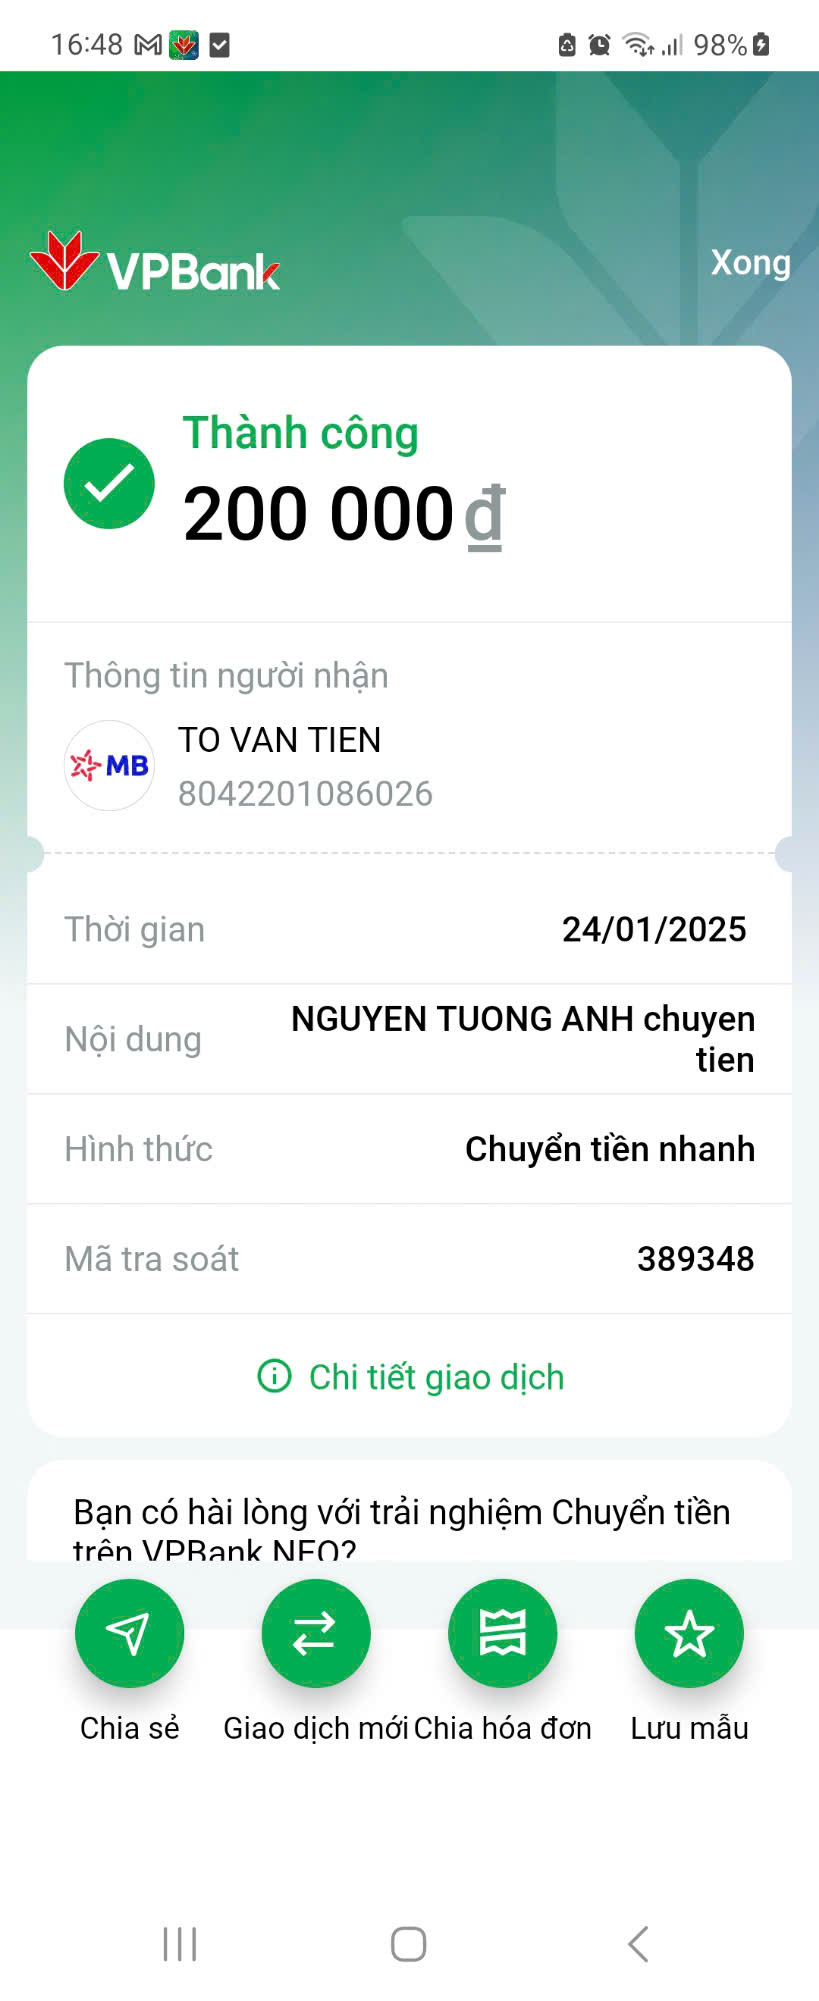 16:48
98%
VPBank
Xong
Thành công
200 000 đ
Thông tin người nhận
MB
TO VAN TIEN
8042201086026
Thời gian
24/01/2025
Nội dung
NGUYEN TUONG ANH chuyen
tien
Hình thức
Chuyển tiền nhanh
Mã tra soát
389348
Chi tiết giao dịch
Bạn có hài lòng với trải nghiệm Chuyển tiền
trên VPBank NEO?
Chia sẻ
Giao dịch mới
Chia hóa đơn
Lưu mẫu